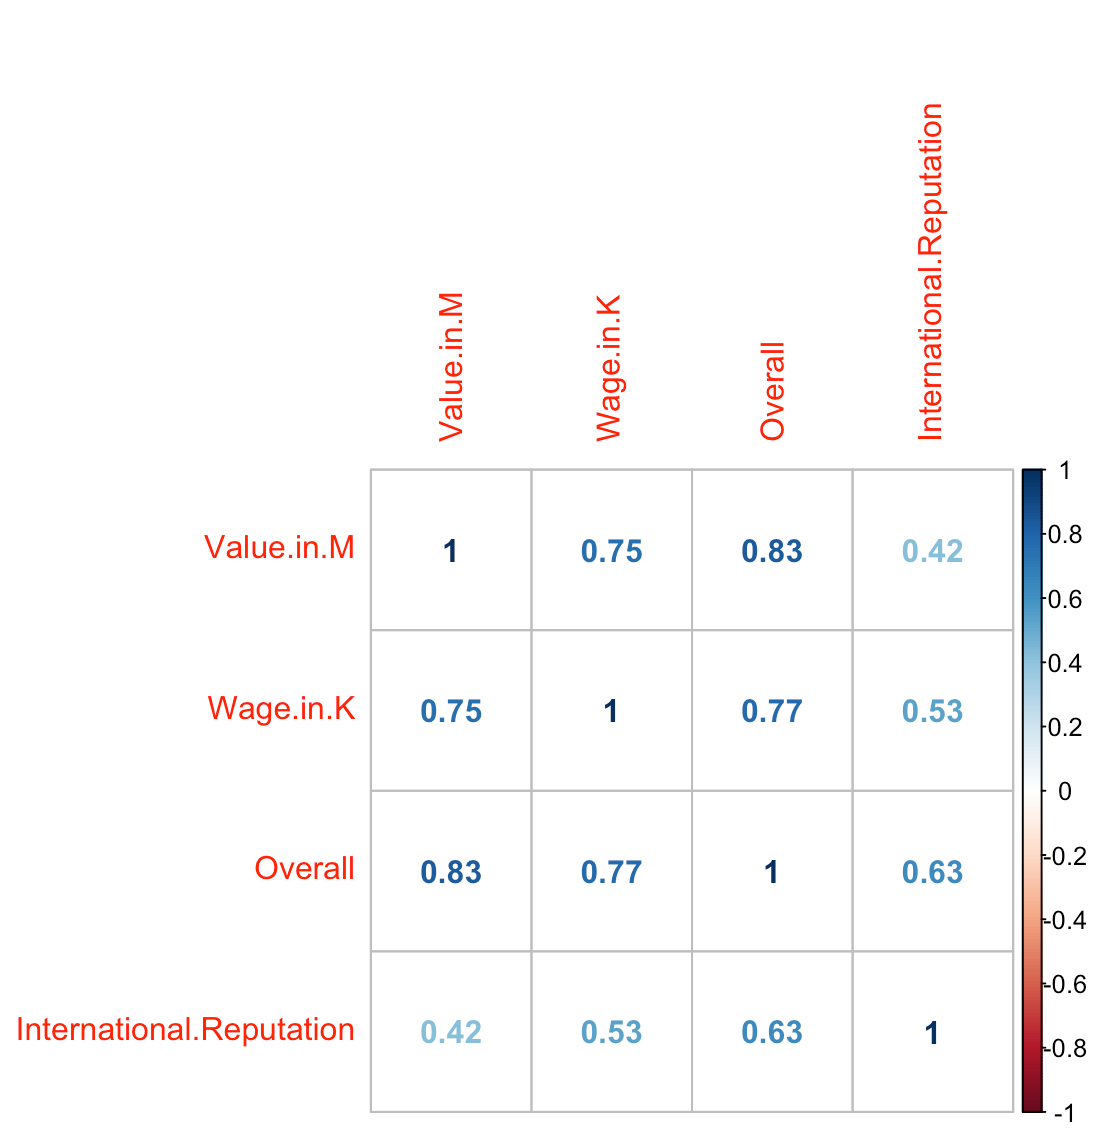 Value.in.M
Wage.in.K
Overall
International.Reputation
Value.in.M 1 0.75 0.83 0.42
Wage.in.K 0.75 1 0.77 0.53
Overall 0.83 0.77 1 0.63
International.Reputation 0.42 0.53 0.63 1
1
0.8
0.6
0.4
0.2
0
-0.2
-0.4
-0.6
-0.8
-1